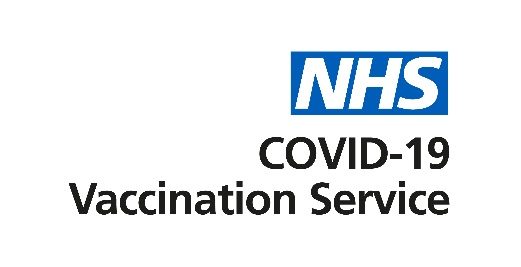 NHS
COVID-19
Vaccination Service